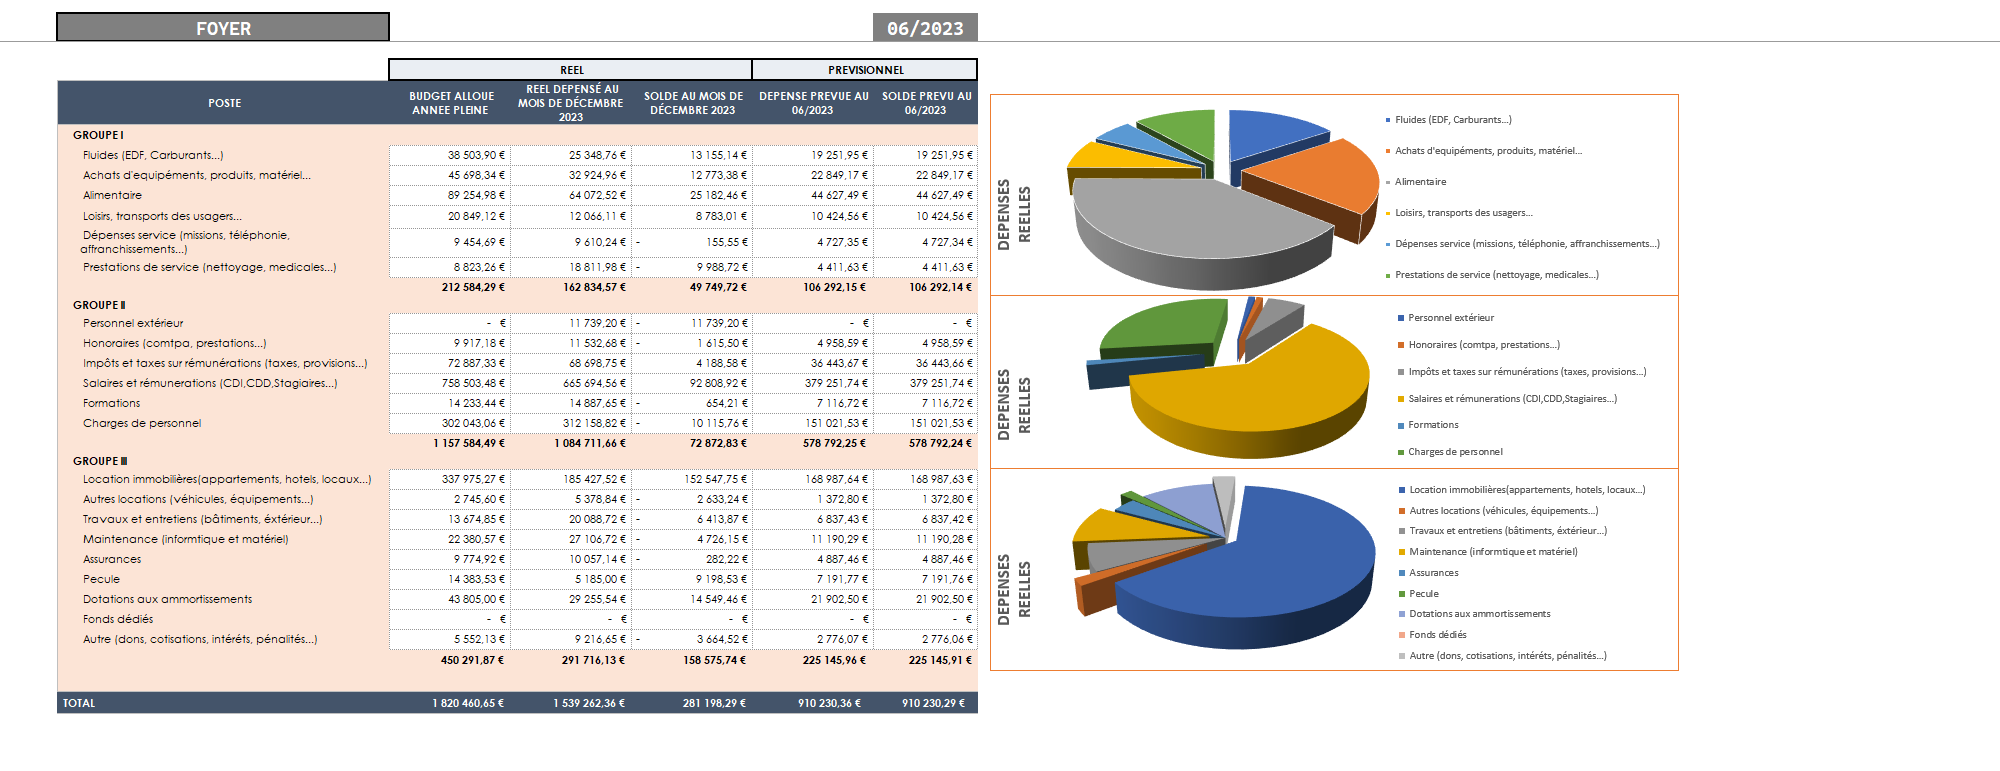 FOYER 06/2023
REEL PREVISIONNEL
POSTE BUDGET ALLOUE ANNEE PLEINE REEL DEPENSÉ AU MOIS DE DÉCEMBRE 2023 SOLDE AU MOIS DE DÉCEMBRE 2023 DEPENSE PREVUE AU 06/2023 SOLDE PREVU AU 06/2023
GROUPE I
Fluides (EDF, Carburants...) 38 503,90 € 25 348,76 € 13 155,14 € 19 251,95 € 19 251,95 €
Achats d'equipéments, produits, matériel... 45 698,34 € 32 924,96 € 12 773,38 € 22 849,17 € 22 849,17 €
Alimentaire 89 254,98 € 64 072,52 € 25 182,46 € 44 627,49 € 44 627,49 €
Loisirs, transports des usagers... 20 849,12 € 12 066,11 € 8 783,01 € 10 424,56 € 10 424,56 €
Dépenses service (missions, téléphonie, affranchissements...) 9 454,69 € 9 610,24 € - 155,55 € 4 727,35 € 4 727,34 €
Prestations de service (nettoyage, medicales...) 8 823,26 € 18 811,98 € - 9 988,72 € 4 411,63 € 4 411,63 €
212 584,29 € 162 834,57 € 49 749,72 € 106 292,15 € 106 292,14 €
GROUPE II
Personnel extérieur - € 11 739,20 € - 11 739,20 € - € - €
Honoraires (comtpa, prestations...) 9 917,18 € 11 532,68 € - 1 615,50 € 4 958,59 € 4 958,59 €
Impôts et taxes sur rémunérations (taxes, provisions...) 72 887,33 € 68 698,75 € 4 188,58 € 36 443,67 € 36 443,66 €
Salaires et rémunerations (CDI,CDD,Stagiaires...) 758 503,48 € 665 694,56 € 92 808,92 € 379 251,74 € 379 251,74 €
Formations 14 233,44 € 14 887,65 € - 654,21 € 7 116,72 € 7 116,72 €
Charges de personnel 302 043,06 € 312 158,82 € - 10 115,76 € 151 021,53 € 151 021,53 €
1 157 584,49 € 1 084 711,66 € 72 872,83 € 578 792,25 € 578 792,24 €
GROUPE III
Location immobilières(appartements, hotels, locaux...) 337 975,27 € 185 427,52 € 152 547,75 € 168 987,64 € 168 987,63 €
Autres locations (véhicules, équipements...) 2 745,60 € 5 378,84 € - 2 633,24 € 1 372,80 € 1 372,80 €
Travaux et entretiens (bâtiments, éxtérieur...) 13 674,85 € 20 088,72 € - 6 413,87 € 6 837,43 € 6 837,42 €
Maintenance (informtique et matériel) 22 380,57 € 27 106,72 € - 4 726,15 € 11 190,29 € 11 190,28 €
Assurances 9 774,92 € 10 057,14 € - 282,22 € 4 887,46 € 4 887,46 €
Pecule 14 383,53 € 5 185,00 € 9 198,53 € 7 191,77 € 7 191,76 €
Dotations aux ammortissements 43 805,00 € 29 255,54 € 14 549,46 € 21 902,50 € 21 902,50 €
Fonds dédiés - € - € - € - € - €
Autre (dons, cotisations, intéréts, pénalités...) 5 552,13 € 9 216,65 € - 3 664,52 € 2 776,07 € 2 776,06 €
450 291,87 € 291 716,13 € 158 575,74 € 225 145,96 € 225 145,91 €
TOTAL 1 820 460,65 € 1 539 262,36 € 281 198,29 € 910 230,36 € 910 230,29 €
DEPENSES
REELLES
Fluides (EDF, Carburants...)
Achats d'equipéments, produits, matériel...
Alimentaire
Loisirs, transports des usagers...
Dépenses service (missions, téléphonie, affranchissements...)
Prestations de service (nettoyage, medicales...)
DEPENSES
REELLES
Personnel extérieur
Honoraires (comtpa, prestations...)
Impôts et taxes sur rémunérations (taxes, provisions...)
Salaires et rémunerations (CDI,CDD,Stagiaires...)
Formations
Charges de personnel
DEPENSES
REELLES
Location immobilières(appartements, hotels, locaux...)
Autres locations (véhicules, équipements...)
Travaux et entretiens (bâtiments, éxtérieur...)
Maintenance (informtique et matériel)
Assurances
Pecule
Dotations aux ammortissements
Fonds dédiés
Autre (dons, cotisations, intéréts, pénalités...)